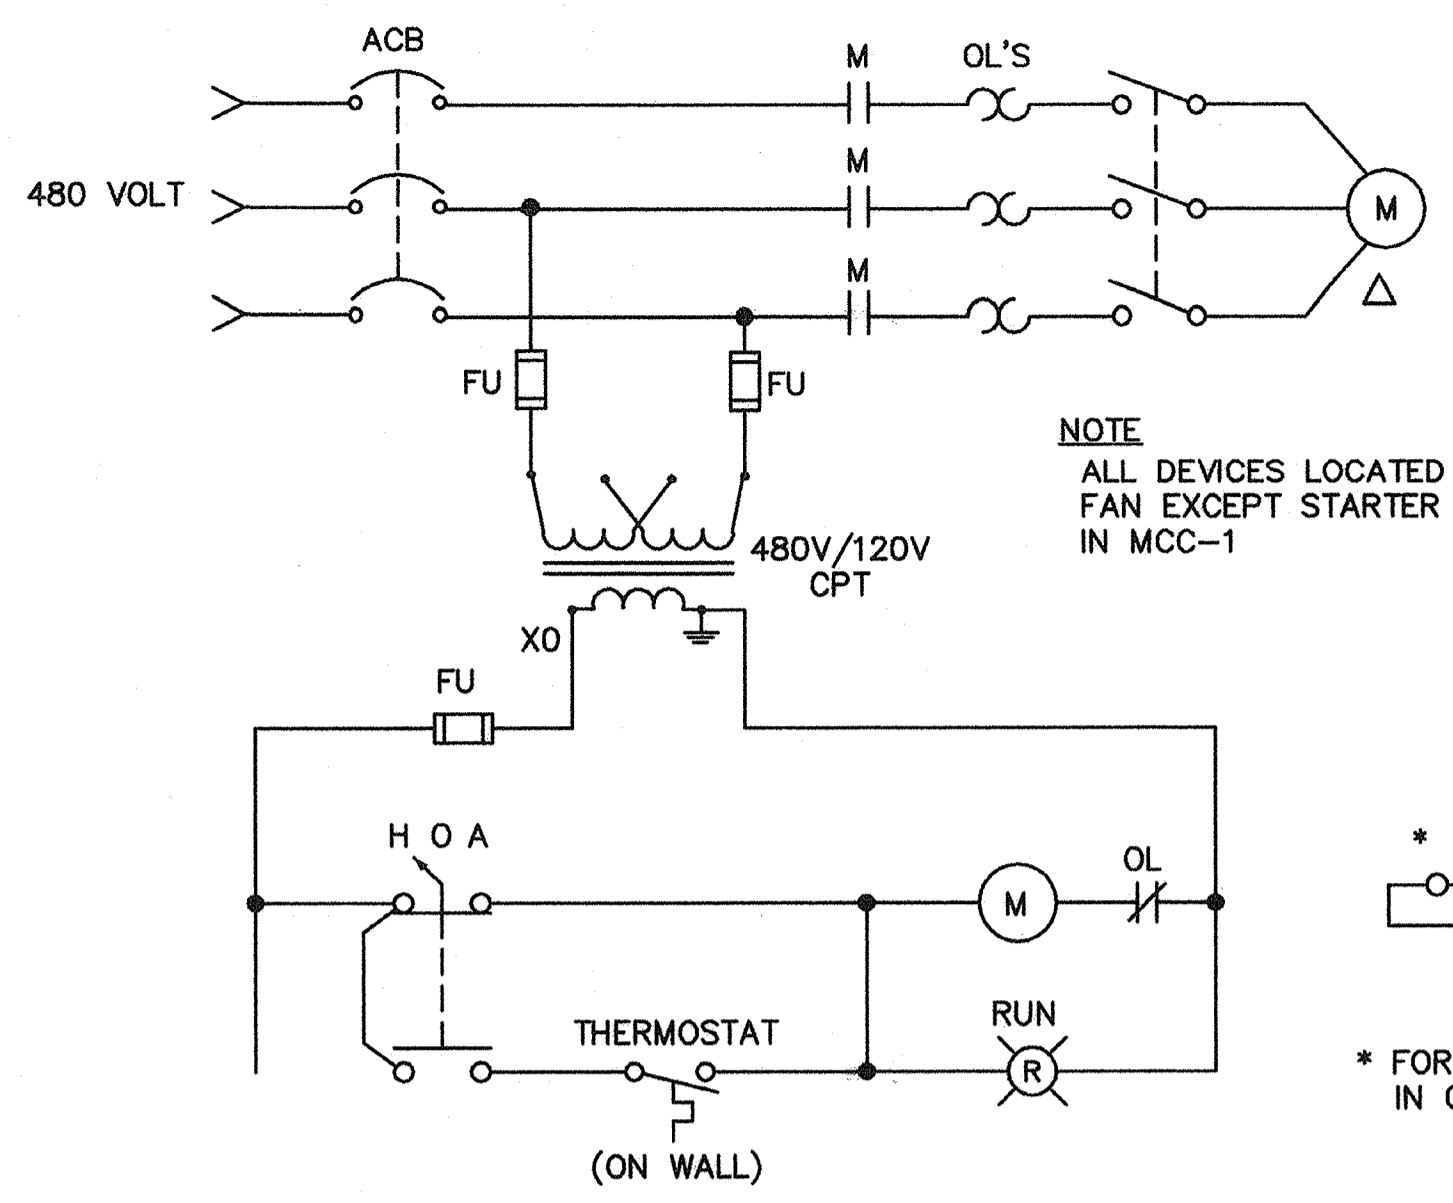 ACB
M
OL'S
480 VOLT
M
M
M
FU
FU
NOTE
ALL DEVICES LOCATED
FAN EXCEPT STARTER
IN MCC-1
480V/120V
CPT
X0
FU
H O A
OL
*
M
RUN
THERMOSTAT
R
* FOR
IN
(ON WALL)